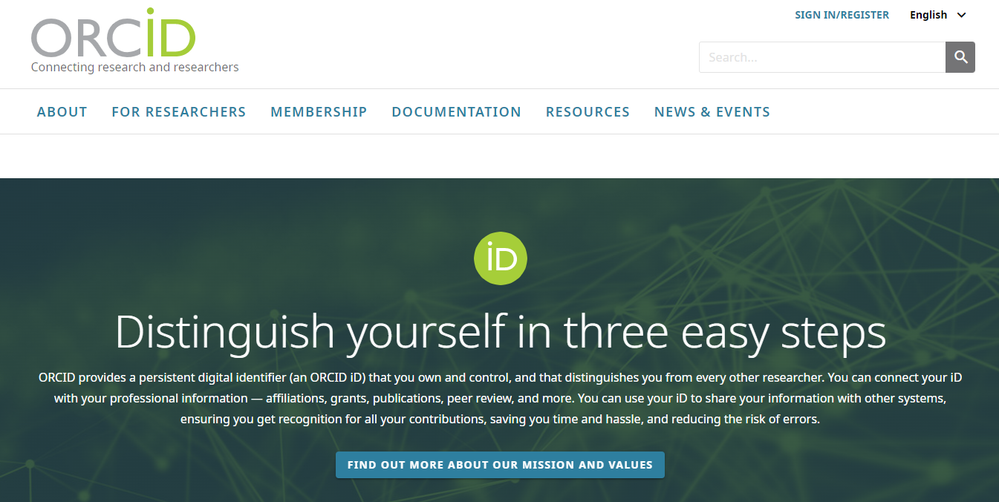 ORCiD
Connecting research and researchers
SIGN IN/REGISTER
English
Search...
ABOUT
FOR RESEARCHERS
MEMBERSHIP
DOCUMENTATION
RESOURCES
NEWS & EVENTS
iD
Distinguish yourself in three easy steps
ORCID provides a persistent digital identifier (an ORCID iD) that you own and control, and that distinguishes you from every other researcher. You can connect your iD
with your professional information — affiliations, grants, publications, peer review, and more. You can use your iD to share your information with other systems,
ensuring you get recognition for all your contributions, saving you time and hassle, and reducing the risk of errors.
FIND OUT MORE ABOUT OUR MISSION AND VALUES